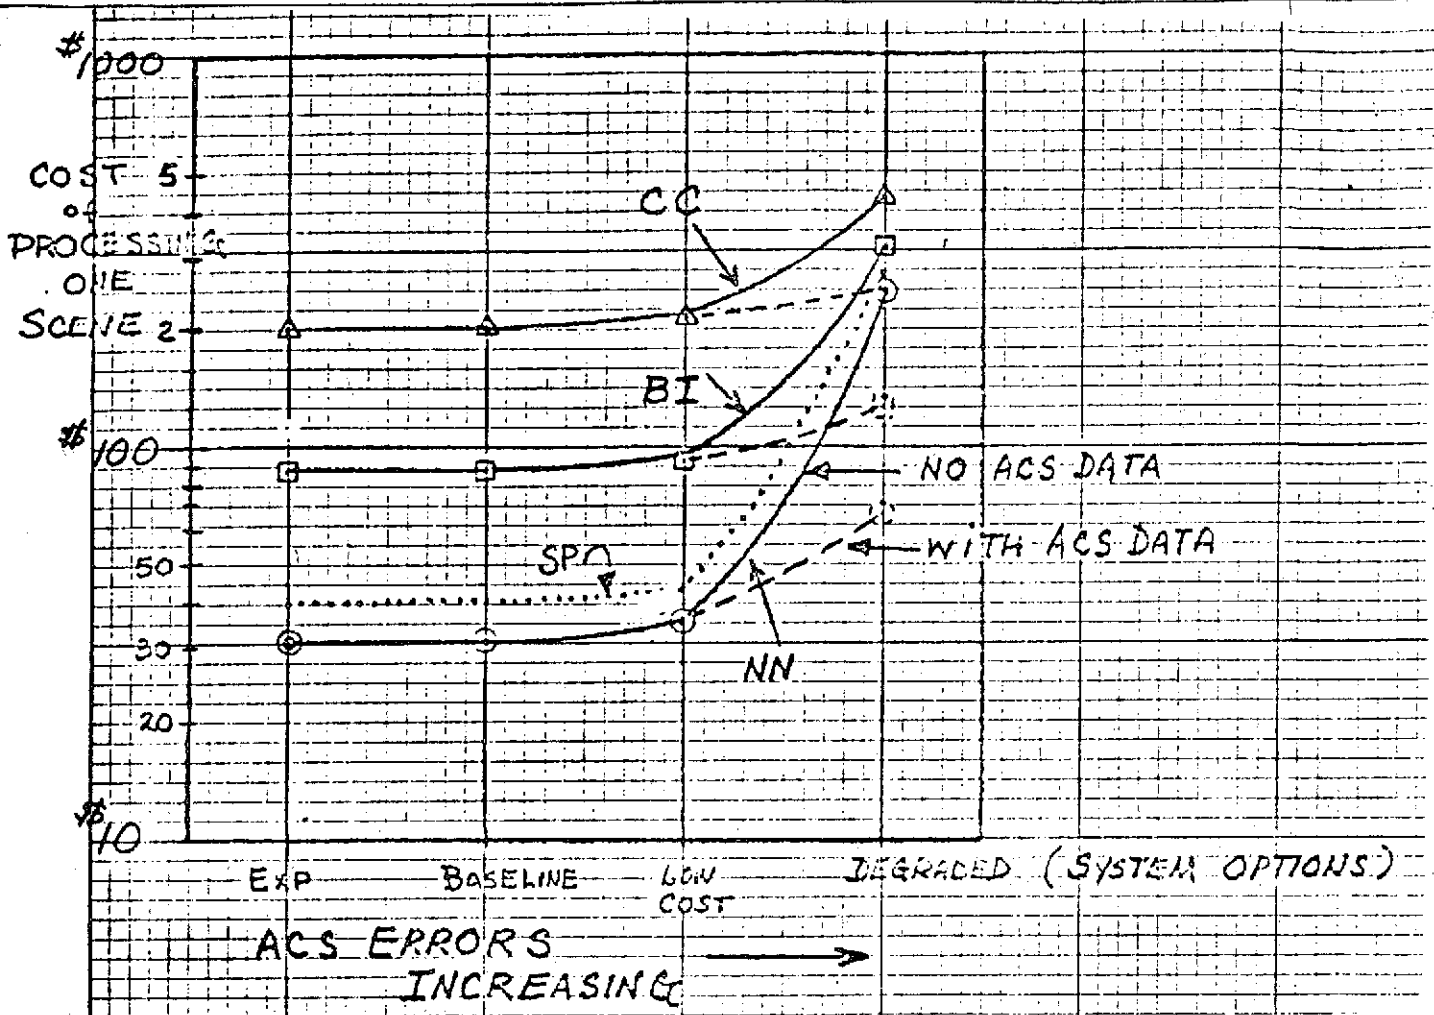 $1000
COST 5
of
PROCESSING
ONE
SCENE 2
CC
BI
$100
NO ACS DATA
50
SPN
WITH ACS DATA
30
NN
20
$10
EXP BASELINE LOW COST DEGRADED (SYSTEM OPTIONS)
ACS ERRORS
INCREASING